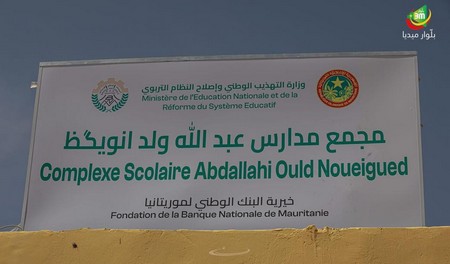 بلّوار ميديا
وزارة التهذيب الوطني وإصلاح النظام التربوي
Ministère de l'Education Nationale et de la
Réforme du Système Educatif
مجمع مدارس عبد الله ولد انويگظ
Complexe Scolaire Abdallahi Ould Noueigued
خيرية البنك الوطني لموريتانيا
Fondation de la Banque Nationale de Mauritanie